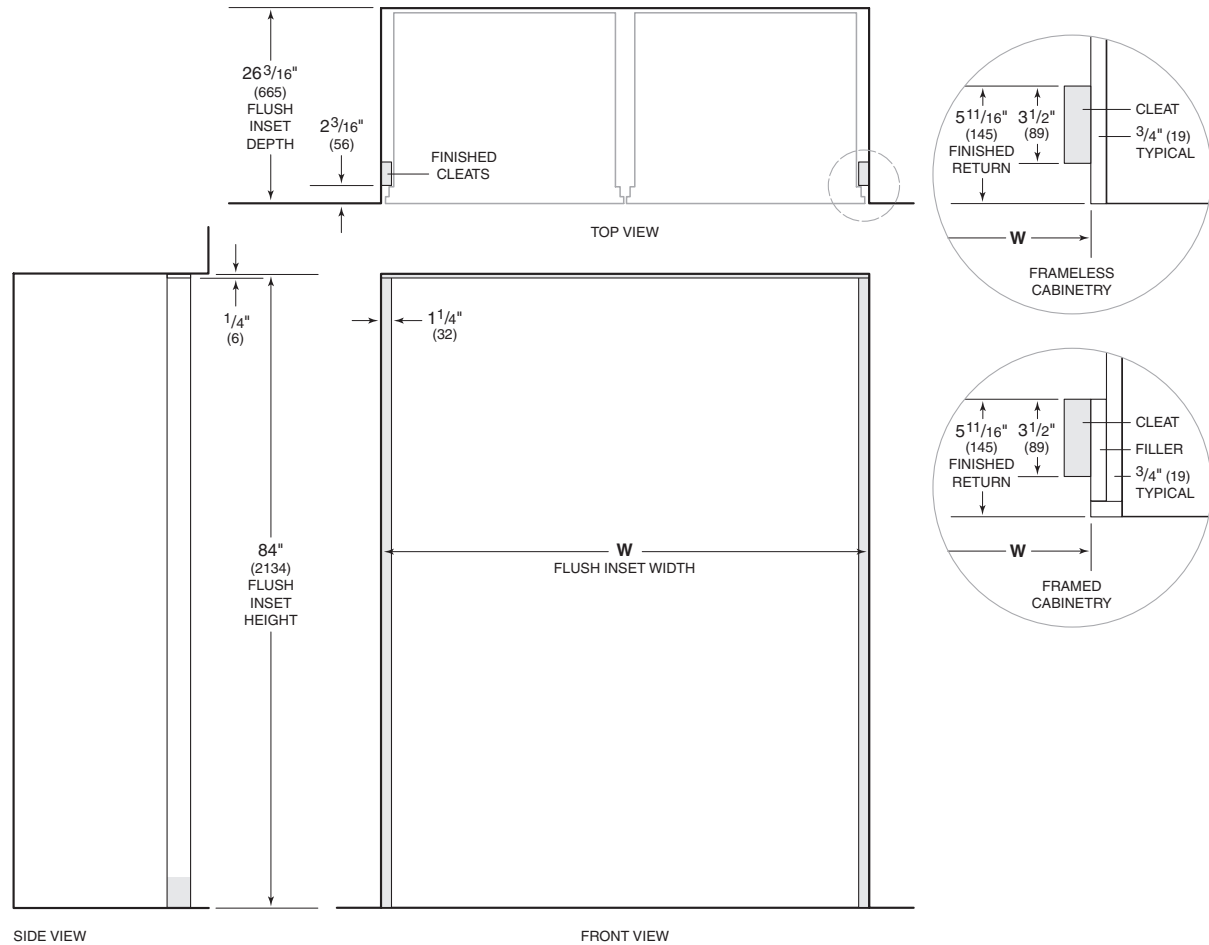 26 3/16"
(665)
FLUSH
INSET
DEPTH
2 3/16"
(56)
FINISHED
CLEATS
TOP VIEW
5 11/16"
(145)
FINISHED
RETURN
3 1/2"
(89)
CLEAT
3/4" (19)
TYPICAL
W
FRAMELESS
CABINETRY
1/4"
(6)
1 1/4"
(32)
84"
(2134)
FLUSH
INSET
HEIGHT
W
FLUSH INSET WIDTH
5 11/16"
(145)
FINISHED
RETURN
3 1/2"
(89)
CLEAT
FILLER
3/4" (19)
TYPICAL
W
FRAMED
CABINETRY
SIDE VIEW
FRONT VIEW